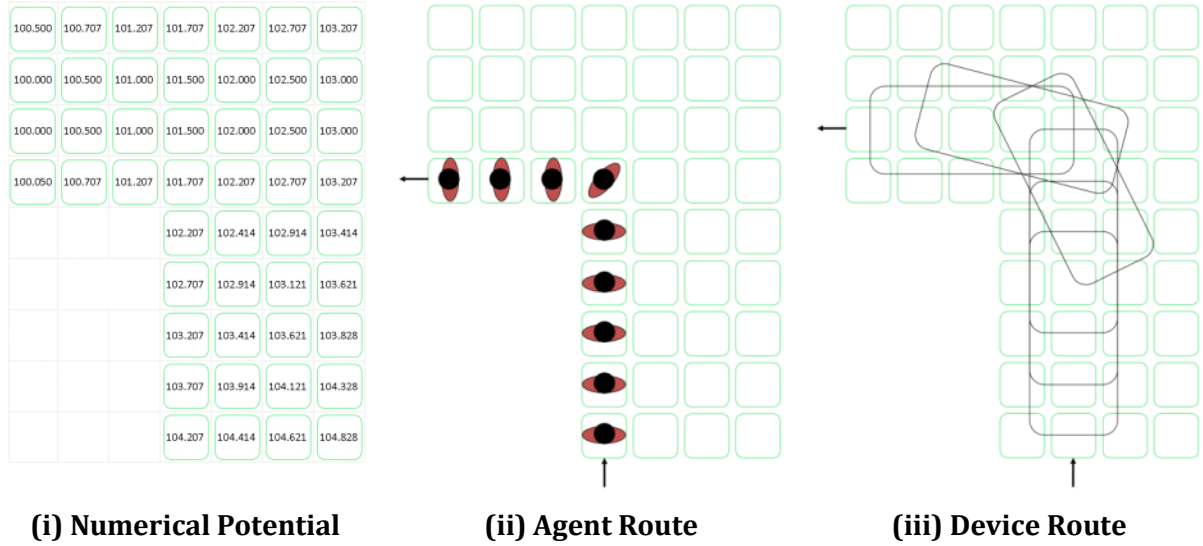 100.500 100.707 101.207 101.707 102.207 102.707 103.207
100.000 100.500 101.000 101.500 102.000 102.500 103.000
100.000 100.500 101.000 101.500 102.000 102.500 103.000
100.050 100.707 101.207 101.707 102.207 102.707 103.207
102.207 102.414 102.914 103.414
102.707 102.914 103.121 103.621
103.207 103.414 103.621 103.828
103.707 103.914 104.121 104.328
104.207 104.414 104.621 104.828
(i) Numerical Potential
(ii) Agent Route
(iii) Device Route